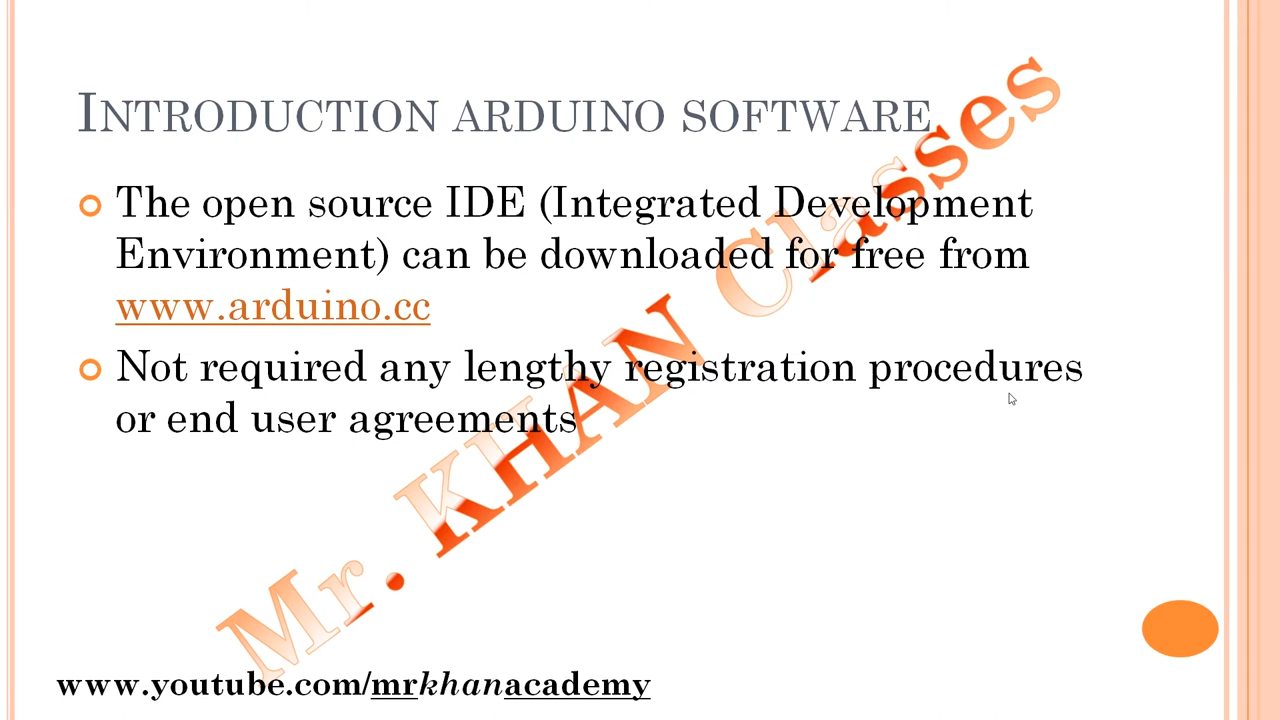 INTRODUCTION ARDUINO SOFTWARE
The open source IDE (Integrated Development
Environment) can be downloaded for free from
www.arduino.cc
Not required any lengthy registration procedures
or end user agreements
Mr. KHAN Classes
www.youtube.com/mrkhanacademy